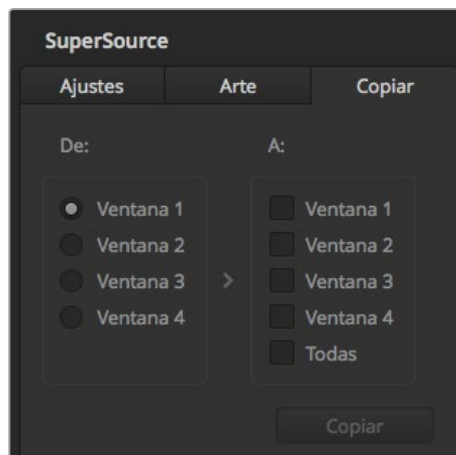 SuperSource
Ajustes Arte Copiar
De: A:
Ventana 1 Ventana 1
Ventana 2 Ventana 2
Ventana 3 > Ventana 3
Ventana 4 Ventana 4
Todas
Copiar